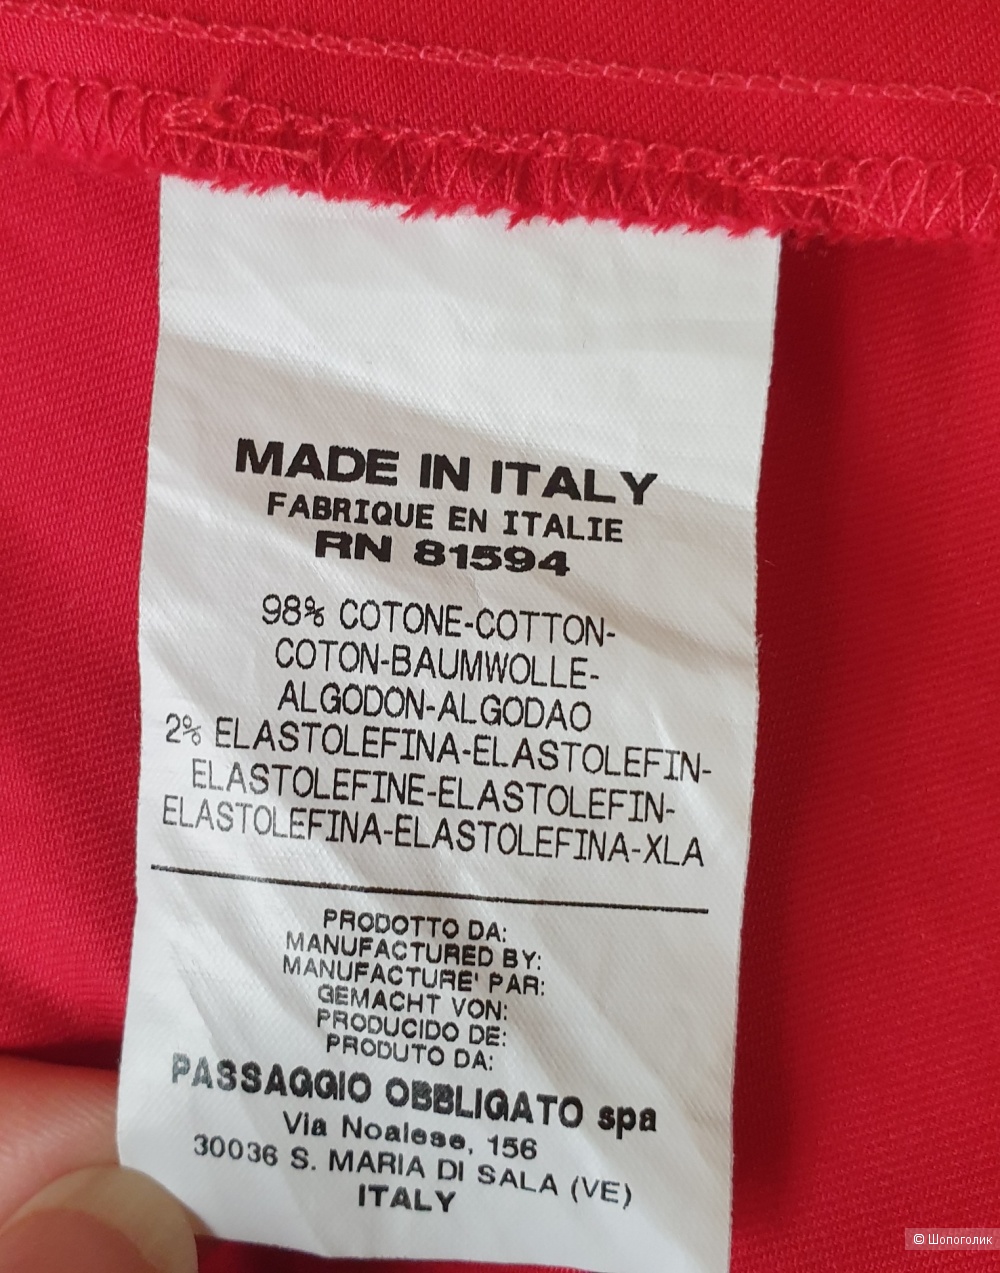 MADE IN ITALY
FABRIQUE EN ITALIE
RN 81594
98% COTONE-COTTON-
COTON-BAUMWOLLE-
ALGODON-ALGODAO
2% ELASTOLEFINA-ELASTOLEFIN-
ELASTOLEFINE-ELASTOLEFIN-
ELASTOLEFINA-ELASTOLEFINA-XLA
PRODOTTO DA:
MANUFACTURED BY:
MANUFACTURE' PAR:
GEMACHT VON:
PRODUCIDO DE:
PRODUTO DA:
PASSAGGIO OBBLIGATO spa
Via Noalese, 156
30036 S. MARIA DI SALA (VE)
ITALY
© Шопоголик